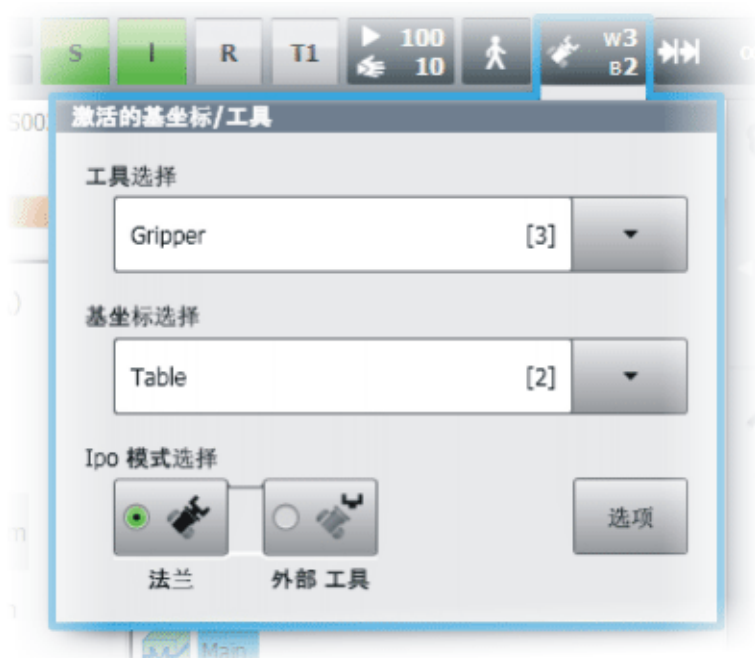 S I R T1 100 W3
10 B2
S00
激活的基坐标/工具
工具选择
Gripper [3]
基坐标选择
Table [2]
Ipo 模式选择
选项
法兰 外部 工具
Main